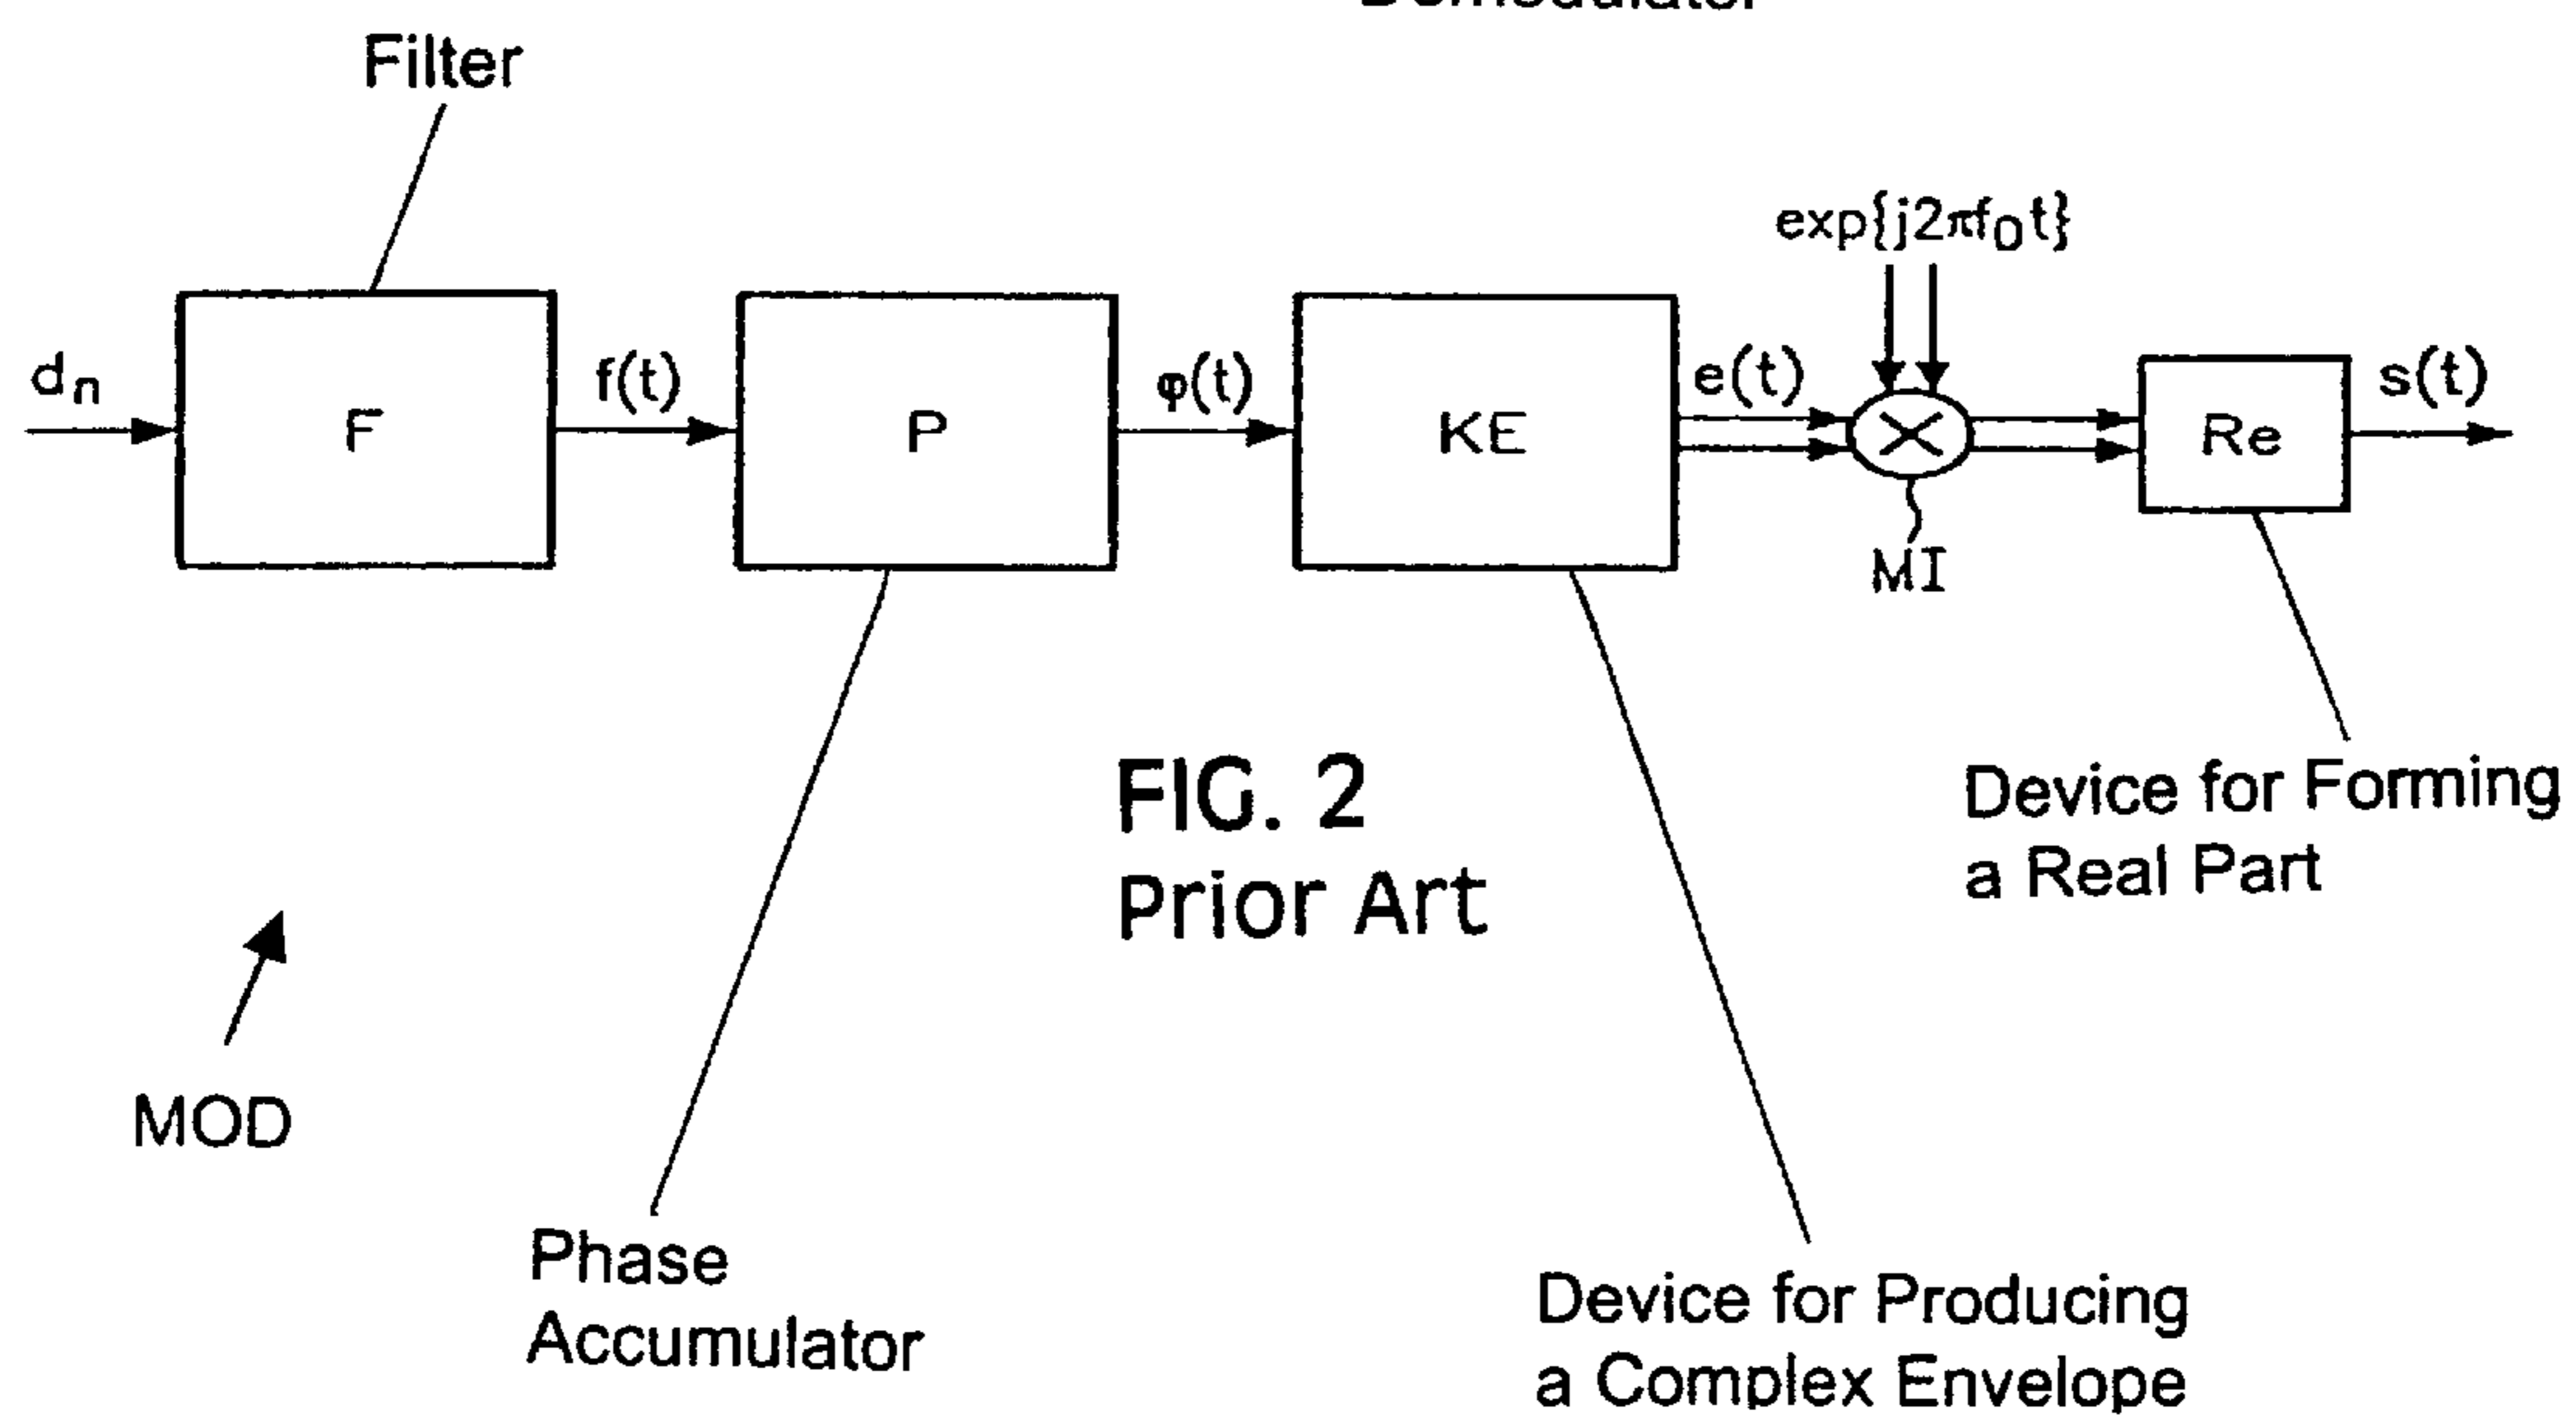 Demodulator
Filter
exp{j2πf₀t}
dₙ
F
f(t)
P
φ(t)
KE
e(t)
Re
s(t)
MI
FIG. 2
Prior Art
Device for Forming
a Real Part
MOD
Phase
Accumulator
Device for Producing
a Complex Envelope